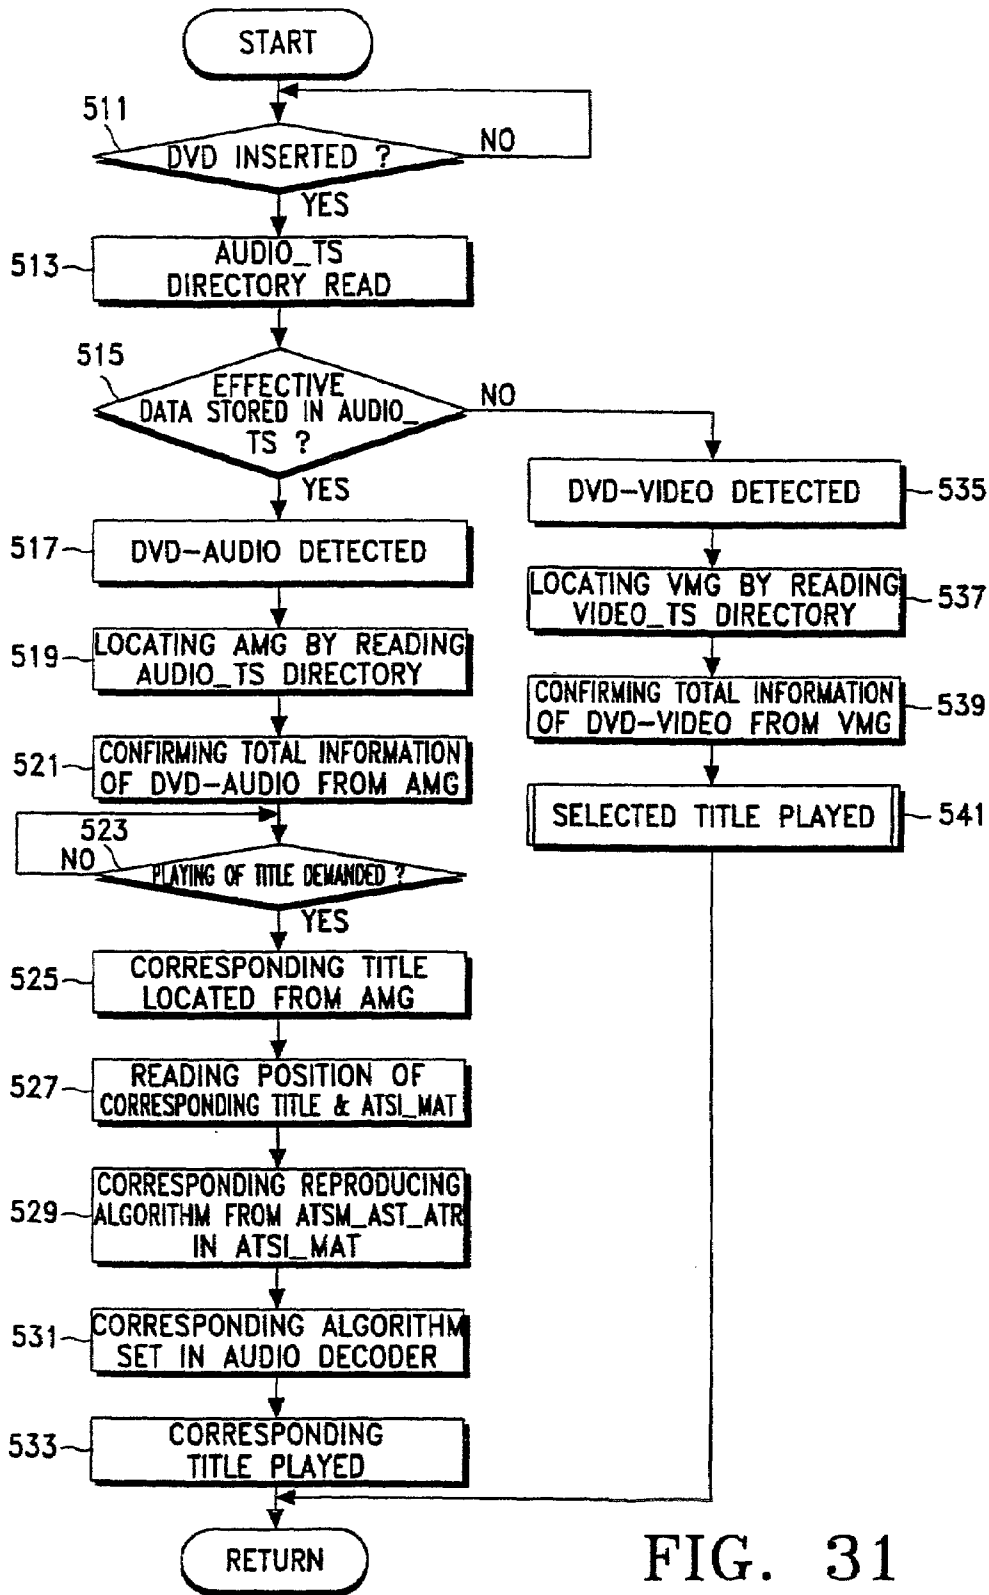 START
511
DVD INSERTED ?
NO
YES
513
AUDIO_TS
DIRECTORY READ
515
EFFECTIVE
DATA STORED IN AUDIO_
TS ?
NO
YES
517
DVD-AUDIO DETECTED
519
LOCATING AMG BY READING
AUDIO_TS DIRECTORY
521
CONFIRMING TOTAL INFORMATION
OF DVD-AUDIO FROM AMG
523
NO
PLAYING OF TITLE DEMANDED ?
YES
525
CORRESPONDING TITLE
LOCATED FROM AMG
527
READING POSITION OF
CORRESPONDING TITLE & ATSI_MAT
529
CORRESPONDING REPRODUCING
ALGORITHM FROM ATSM_AST_ATR
IN ATSI_MAT
531
CORRESPONDING ALGORITHM
SET IN AUDIO DECODER
533
CORRESPONDING
TITLE PLAYED
RETURN
DVD-VIDEO DETECTED
535
LOCATING VMG BY READING
VIDEO_TS DIRECTORY
537
CONFIRMING TOTAL INFORMATION
OF DVD-VIDEO FROM VMG
539
SELECTED TITLE PLAYED
541
FIG. 31